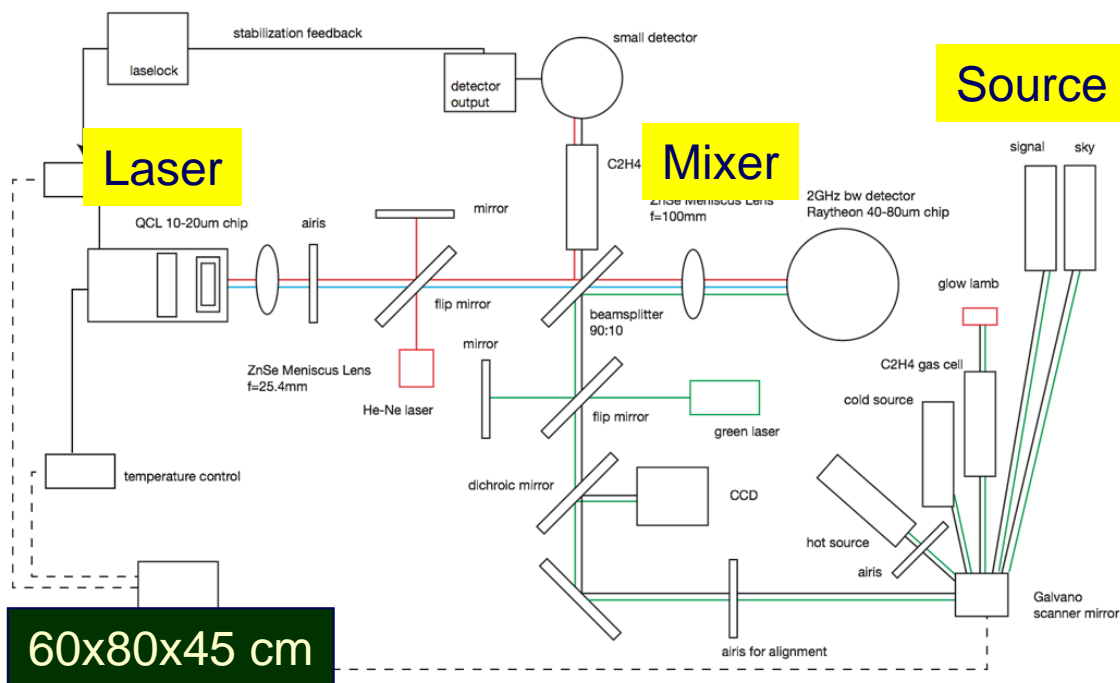 stabilization feedback
small detector
laselock
detector
output
Source
signal
sky
Laser
C2H4
Mixer
ZnSe Meniscus Lens
f=100mm
2GHz bw detector
Raytheon 40-80um chip
QCL 10-20um chip
airis
mirror
flip mirror
beamsplitter
90:10
glow lamb
C2H4 gas cell
cold source
ZnSe Meniscus Lens
f=25.4mm
He-Ne laser
mirror
flip mirror
green laser
temperature control
dichroic mirror
CCD
hot source
airis
Galvano
scanner mirror
60x80x45 cm
airis for alignment